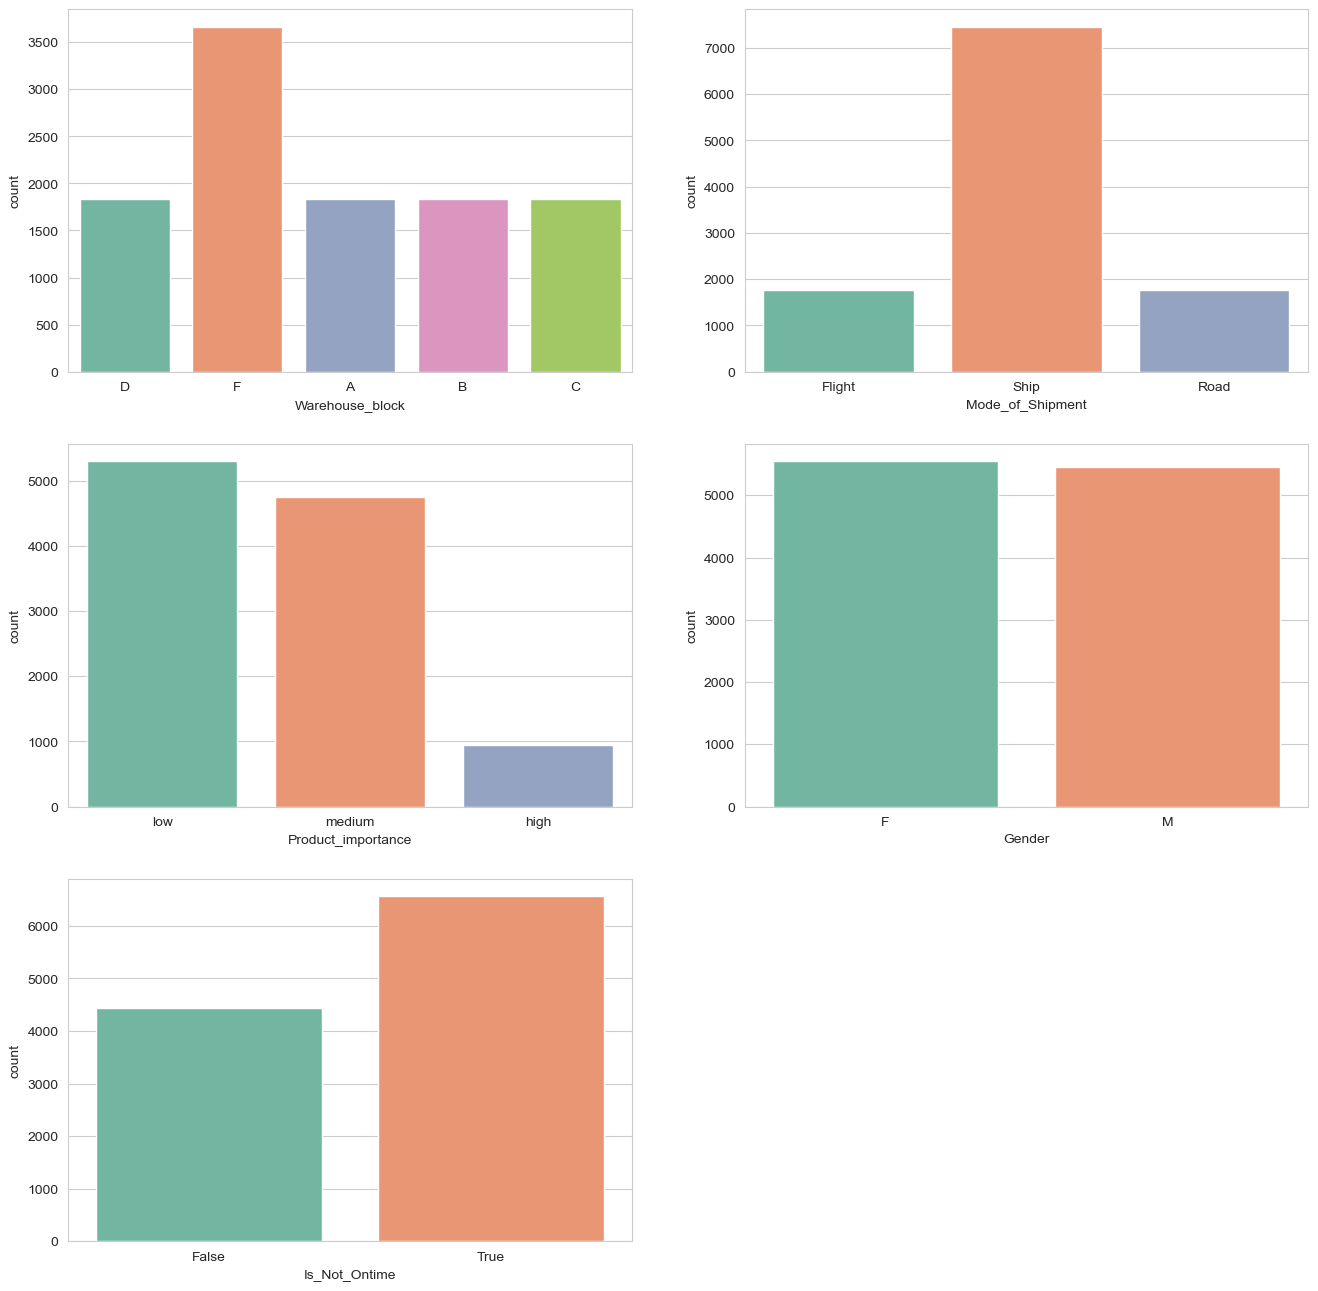 3500
3000
2500
2000
1500
1000
500
0
count
D F A B C
Warehouse_block
7000
6000
5000
4000
3000
2000
1000
0
count
Flight Ship Road
Mode_of_Shipment
5000
4000
3000
2000
1000
0
count
low medium high
Product_importance
5000
4000
3000
2000
1000
0
count
F M
Gender
6000
5000
4000
3000
2000
1000
0
count
False True
Is_Not_Ontime